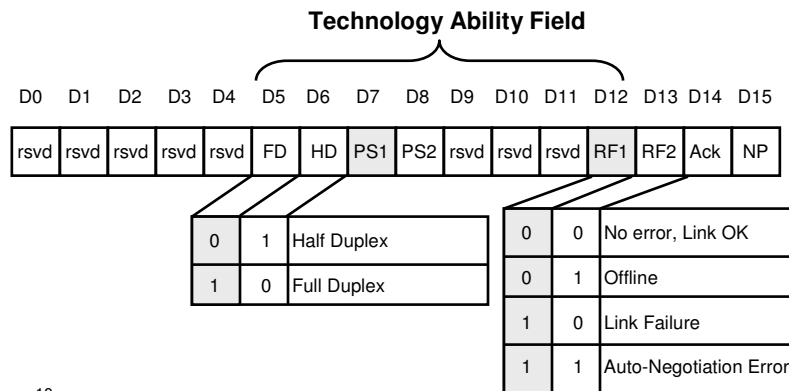 Technology Ability Field
D0 D1 D2 D3 D4 D5 D6 D7 D8 D9 D10 D11 D12 D13 D14 D15
rsvd rsvd rsvd rsvd rsvd FD HD PS1 PS2 rsvd rsvd rsvd RF1 RF2 Ack NP
0 1 Half Duplex
1 0 Full Duplex
0 0 No error, Link OK
0 1 Offline
1 0 Link Failure
1 1 Auto-Negotiation Error